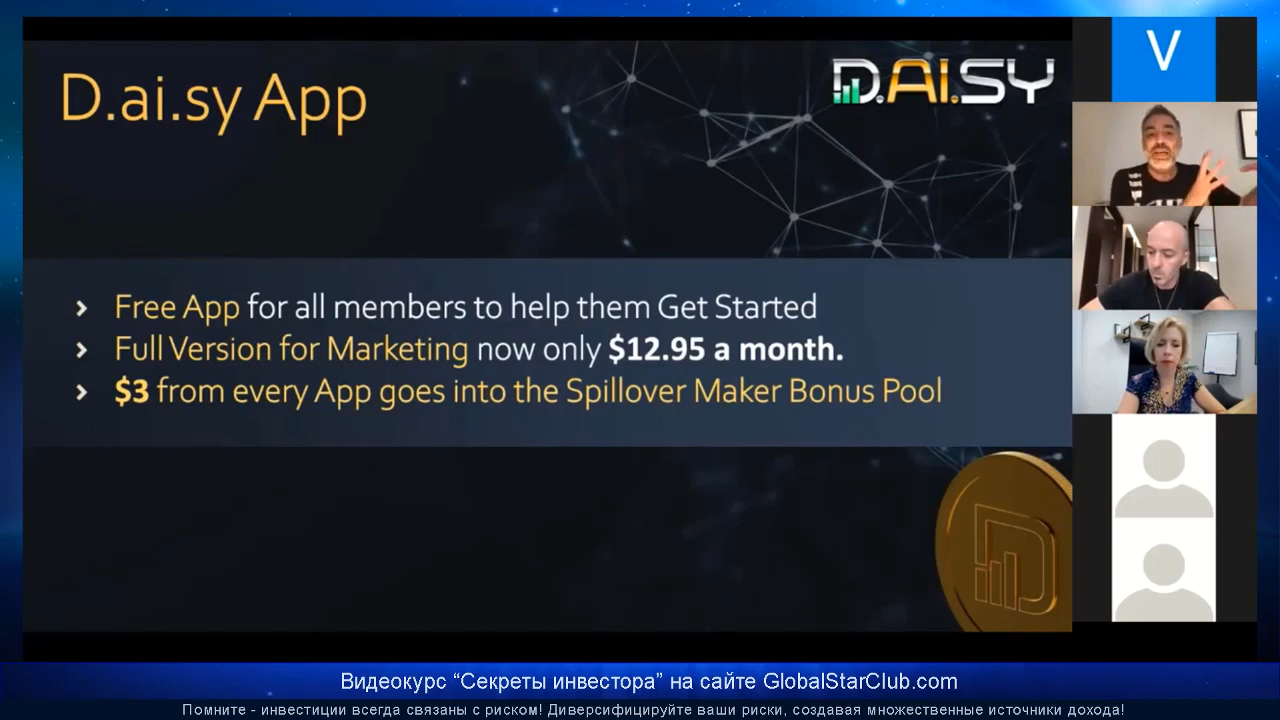 D.ai.sy App
D.AI.SY
V
Free App for all members to help them Get Started
Full Version for Marketing now only $12.95 a month.
$3 from every App goes into the Spillover Maker Bonus Pool
Видеокурс “Секреты инвестора” на сайте GlobalStarClub.com
Помните - инвестиции всегда связаны с риском! Диверсифицируйте ваши риски, создавая множественные источники дохода!